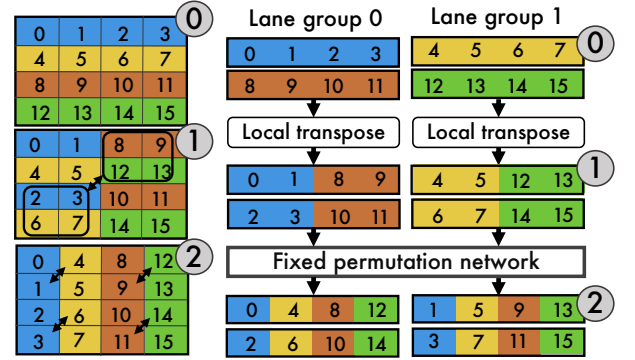 0
0 1 2 3
4 5 6 7
8 9 10 11
12 13 14 15
1
0 1 8 9
4 5 12 13
2 3 10 11
6 7 14 15
2
0 4 8 12
1 5 9 13
2 6 10 14
3 7 11 15
Lane group 0
0 1 2 3
8 9 10 11
Local transpose
0 1 8 9
2 3 10 11
Lane group 1
0
4 5 6 7
12 13 14 15
Local transpose
1
4 5 12 13
6 7 14 15
Fixed permutation network
0 4 8 12
2 6 10 14
2
1 5 9 13
3 7 11 15